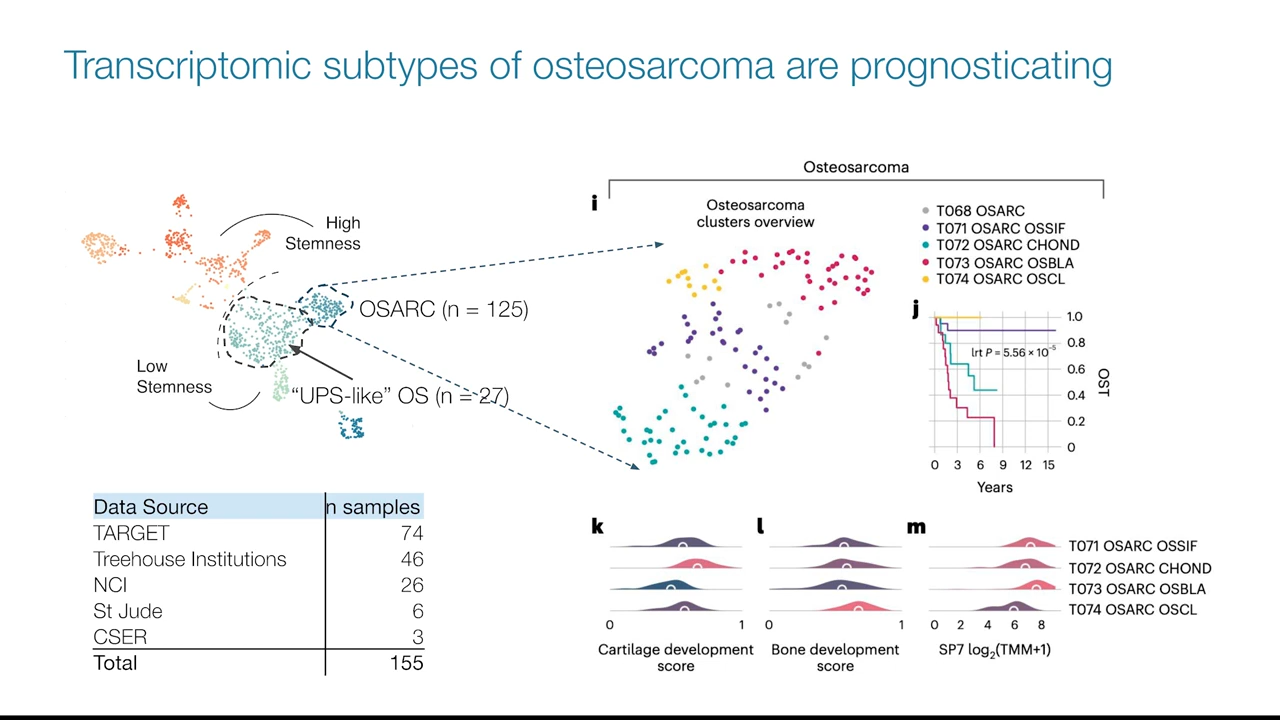 Transcriptomic subtypes of osteosarcoma are prognosticating
High
Stemness
OSARC (n = 125)
Low
Stemness
“UPS-like” OS (n = 27)
Data Source n samples
TARGET 74
Treehouse Institutions 46
NCI 26
St Jude 6
CSER 3
Total 155
Osteosarcoma
i
Osteosarcoma
clusters overview
T068 OSARC
T071 OSARC OSSIF
T072 OSARC CHOND
T073 OSARC OSBLA
T074 OSARC OSCL
j
1.0
lrt P = 5.56 × 10⁻⁵
0.8
0.6
0.4
0.2
0
OST
0 3 6 9 12 15
Years
k
0 1
Cartilage development
score
l
0 1
Bone development
score
m
T071 OSARC OSSIF
T072 OSARC CHOND
T073 OSARC OSBLA
T074 OSARC OSCL
0 2 4 6 8
SP7 log₂(TMM+1)